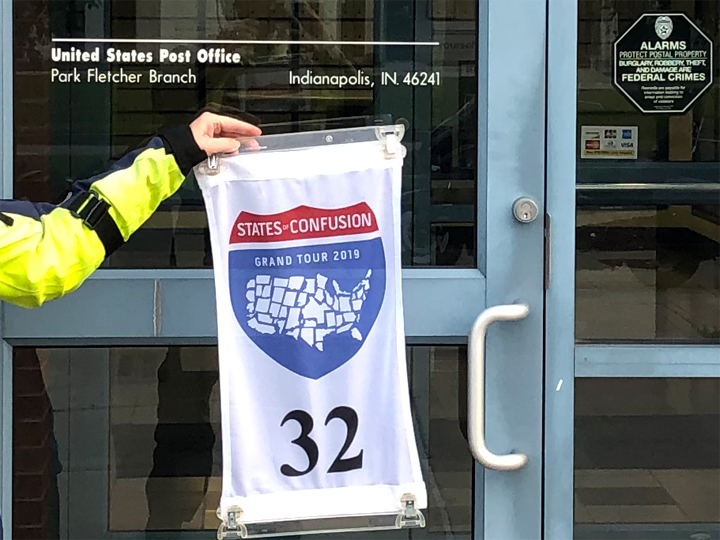 United States Post Office
Park Fletcher Branch
Indianapolis, IN. 46241
ALARMS
PROTECT POSTAL PROPERTY
BURGLARY, ROBBERY, THEFT,
AND DAMAGE ARE
FEDERAL CRIMES
VISA
STATES OF CONFUSION
GRAND TOUR 2019
32